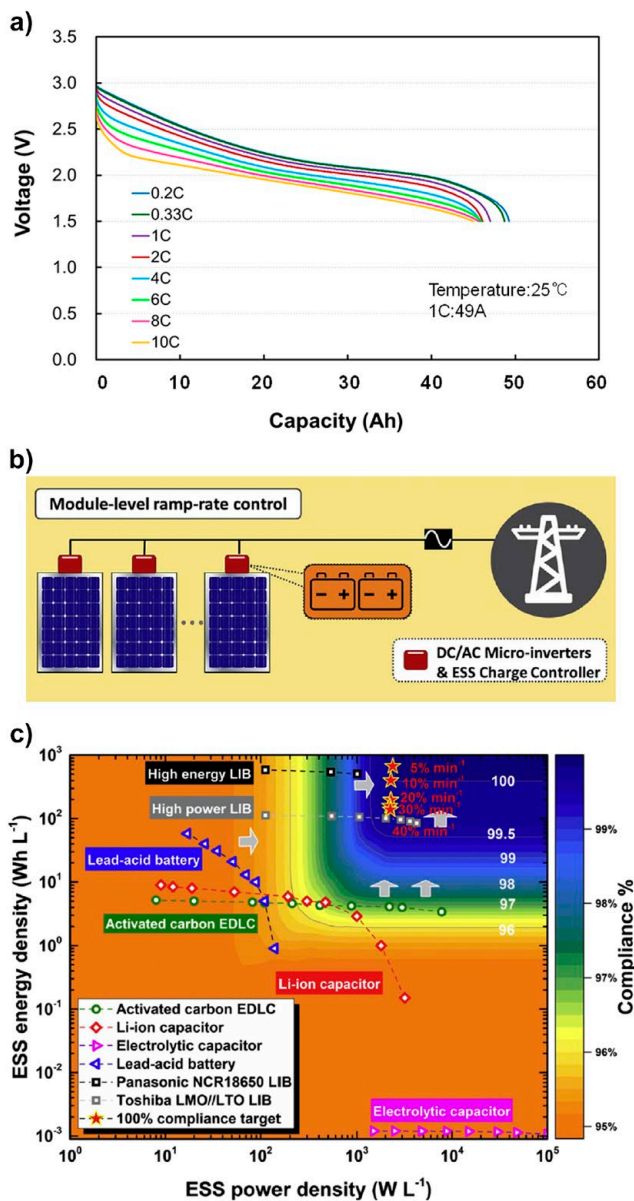 a)
3.5
3.0
2.5
2.0
1.5
1.0
0.5
0.0
Voltage (V)
0.2C
0.33C
1C
2C
4C
6C
8C
10C
Temperature:25℃
1C:49A
0 10 20 30 40 50 60
Capacity (Ah)
b)
Module-level ramp-rate control
DC/AC Micro-inverters
& ESS Charge Controller
c)
10³
10²
10¹
10⁰
10⁻¹
10⁻²
10⁻³
ESS energy density (Wh L⁻¹)
High energy LIB
High power LIB
Lead-acid battery
Activated carbon EDLC
Li-ion capacitor
Electrolytic capacitor
5% min⁻¹
10% min⁻¹
20% min⁻¹
30% min⁻¹
40% min⁻¹
100
99.5
99
98
97
96
Activated carbon EDLC
Li-ion capacitor
Electrolytic capacitor
Lead-acid battery
Panasonic NCR18650 LIB
Toshiba LMO//LTO LIB
100% compliance target
10⁰ 10¹ 10² 10³ 10⁴ 10⁵
ESS power density (W L⁻¹)
99%
98%
97%
96%
95%
Compliance %